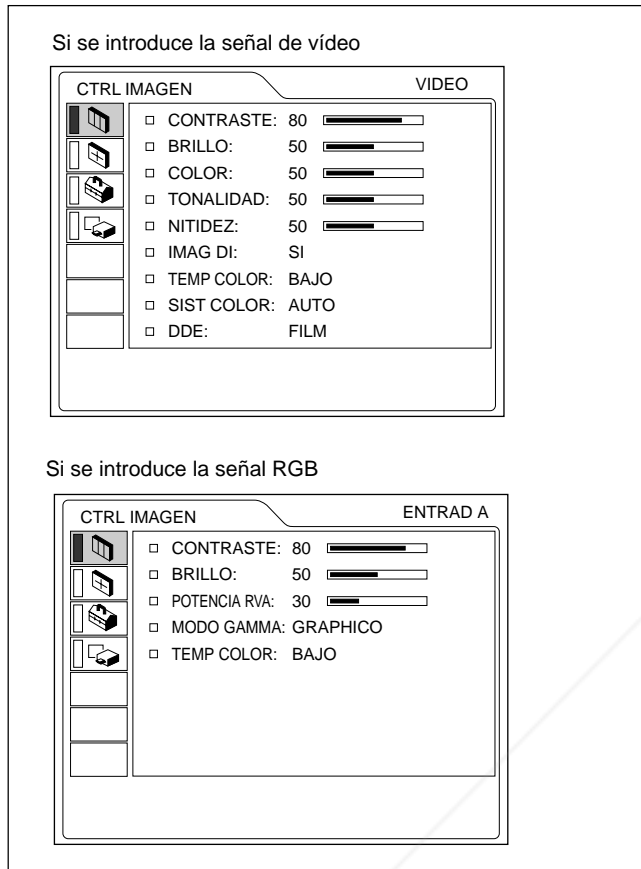 Si se introduce la señal de vídeo
CTRL IMAGEN VIDEO
CONTRASTE: 80
BRILLO: 50
COLOR: 50
TONALIDAD: 50
NITIDEZ: 50
IMAG DI: SI
TEMP COLOR: BAJO
SIST COLOR: AUTO
DDE: FILM
Si se introduce la señal RGB
CTRL IMAGEN ENTRAD A
CONTRASTE: 80
BRILLO: 50
POTENCIA RVA: 30
MODO GAMMA: GRAPHICO
TEMP COLOR: BAJO